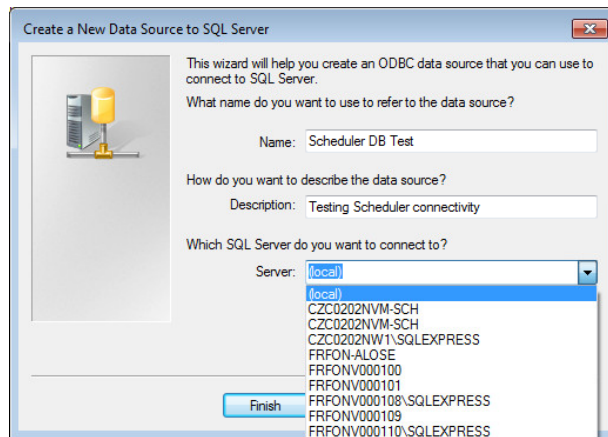 Create a New Data Source to SQL Server
This wizard will help you create an ODBC data source that you can use to
connect to SQL Server.
What name do you want to use to refer to the data source?
Name: Scheduler DB Test
How do you want to describe the data source?
Description: Testing Scheduler connectivity
Which SQL Server do you want to connect to?
Server: (local)
(local)
CZC0202NVM-SCH
CZC0202NVM-SCH
CZC0202NW1\SQLEXPRESS
FRFON-ALOSE
FRFONV000100
FRFONV000101
FRFONV000108\SQLEXPRESS
FRFONV000109
FRFONV000110\SQLEXPRESS
Finish